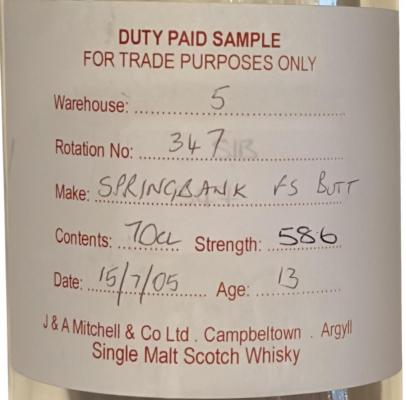 DUTY PAID SAMPLE
FOR TRADE PURPOSES ONLY
Warehouse: 5
Rotation No: 347
Make: SPRINGBANK FS BUTT
Contents: 70cl Strength: 586
Date: 15/7/05 Age: 13
J & A Mitchell & Co Ltd . Campbeltown . Argyll
Single Malt Scotch Whisky